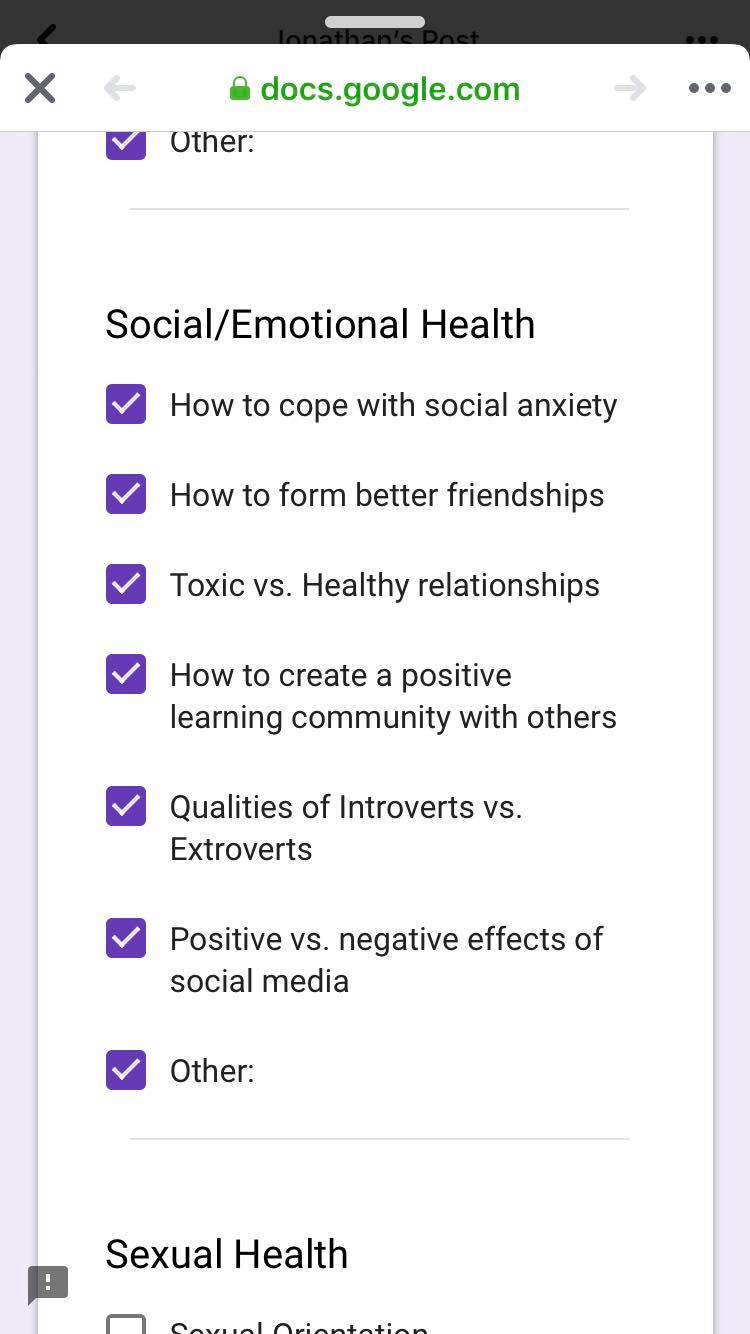 Jonathan's Post
docs.google.com
Other:
Social/Emotional Health
How to cope with social anxiety
How to form better friendships
Toxic vs. Healthy relationships
How to create a positive
learning community with others
Qualities of Introverts vs.
Extroverts
Positive vs. negative effects of
social media
Other:
Sexual Health
Sexual Orientation